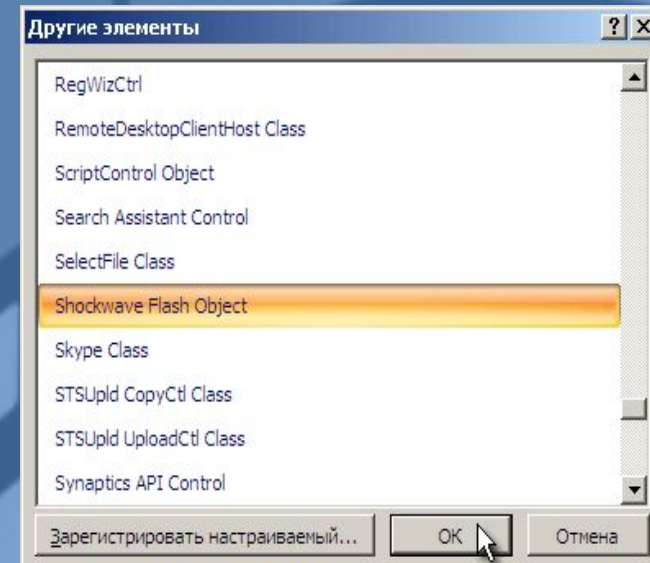 Другие элементы
RegWizCtrl
RemoteDesktopClientHost Class
ScriptControl Object
Search Assistant Control
SelectFile Class
Shockwave Flash Object
Skype Class
STSUpld CopyCtl Class
STSUpld UploadCtl Class
Synaptics API Control
Зарегистрировать настраиваемый... ОК Отмена